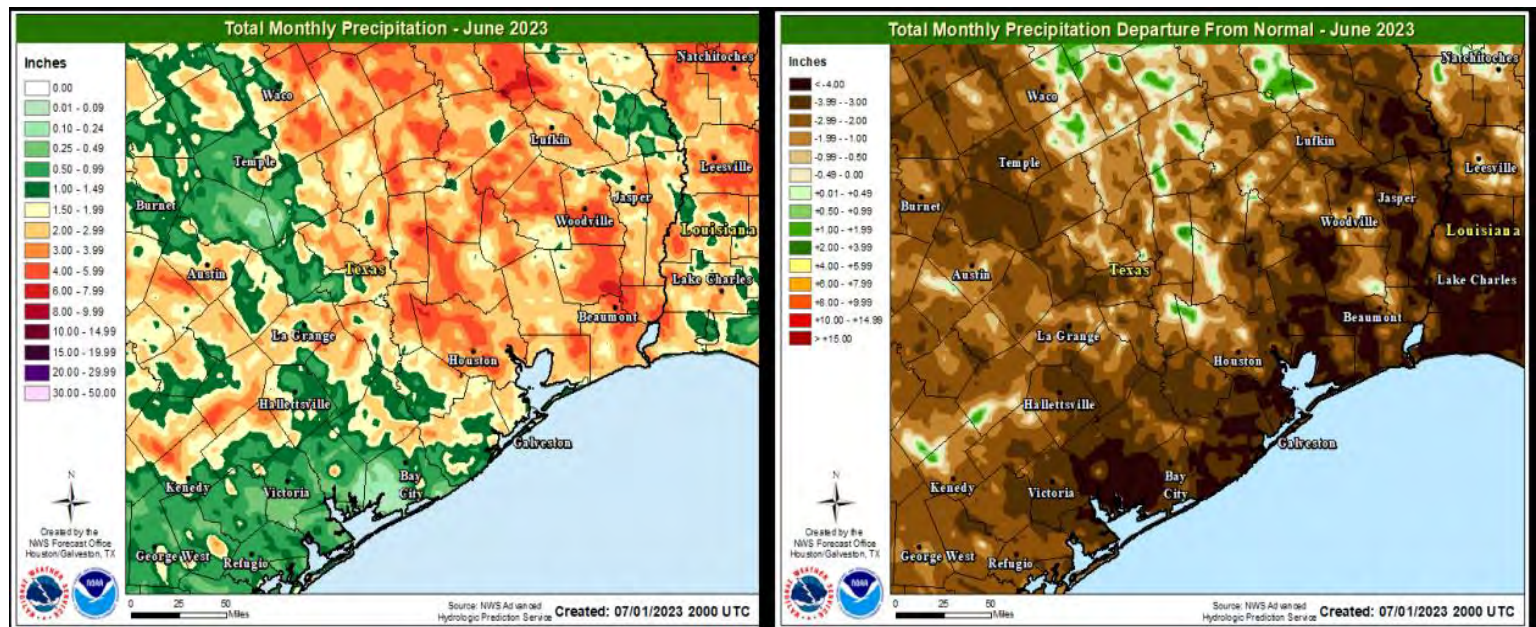 Total Monthly Precipitation - June 2023
Inches
0.00
0.01 - 0.09
0.10 - 0.24
0.25 - 0.49
0.50 - 0.99
1.00 - 1.49
1.50 - 1.99
2.00 - 2.99
3.00 - 3.99
4.00 - 5.99
6.00 - 7.99
8.00 - 9.99
10.00 - 14.99
15.00 - 19.99
20.00 - 29.99
30.00 - 50.00
Natchitoches
Waco
Lufkin
Temple
Leesville
Jasper
Burnet
Woodville
Louisiana
Austin
Texas
Lake Charles
Beaumont
La Grange
Houston
Hallettsville
Galveston
Kenedy
Victoria
Bay
City
George West
Refugio
N
Created by the
NWS Forecast Office
Houston/Galveston, TX
NOAA
0 25 50
Miles
Source: NWS Advanced
Hydrologic Prediction Service
Created: 07/01/2023 2000 UTC
Total Monthly Precipitation Departure From Normal - June 2023
Inches
< -4.00
-3.99 - -3.00
-2.99 - -2.00
-1.99 - -1.00
-0.99 - -0.50
-0.49 - 0.00
+0.01 - +0.49
+0.50 - +0.99
+1.00 - +1.99
+2.00 - +3.99
+4.00 - +5.99
+6.00 - +7.99
+8.00 - +9.99
+10.00 - +14.99
> +15.00
Natchitoches
Waco
Lufkin
Temple
Leesville
Jasper
Burnet
Woodville
Louisiana
Austin
Texas
Lake Charles
Beaumont
La Grange
Houston
Hallettsville
Galveston
Kenedy
Victoria
Bay
City
George West
Refugio
N
Created by the
NWS Forecast Office
Houston/Galveston, TX
NOAA
0 25 50
Miles
Source: NWS Advanced
Hydrologic Prediction Service
Created: 07/01/2023 2000 UTC